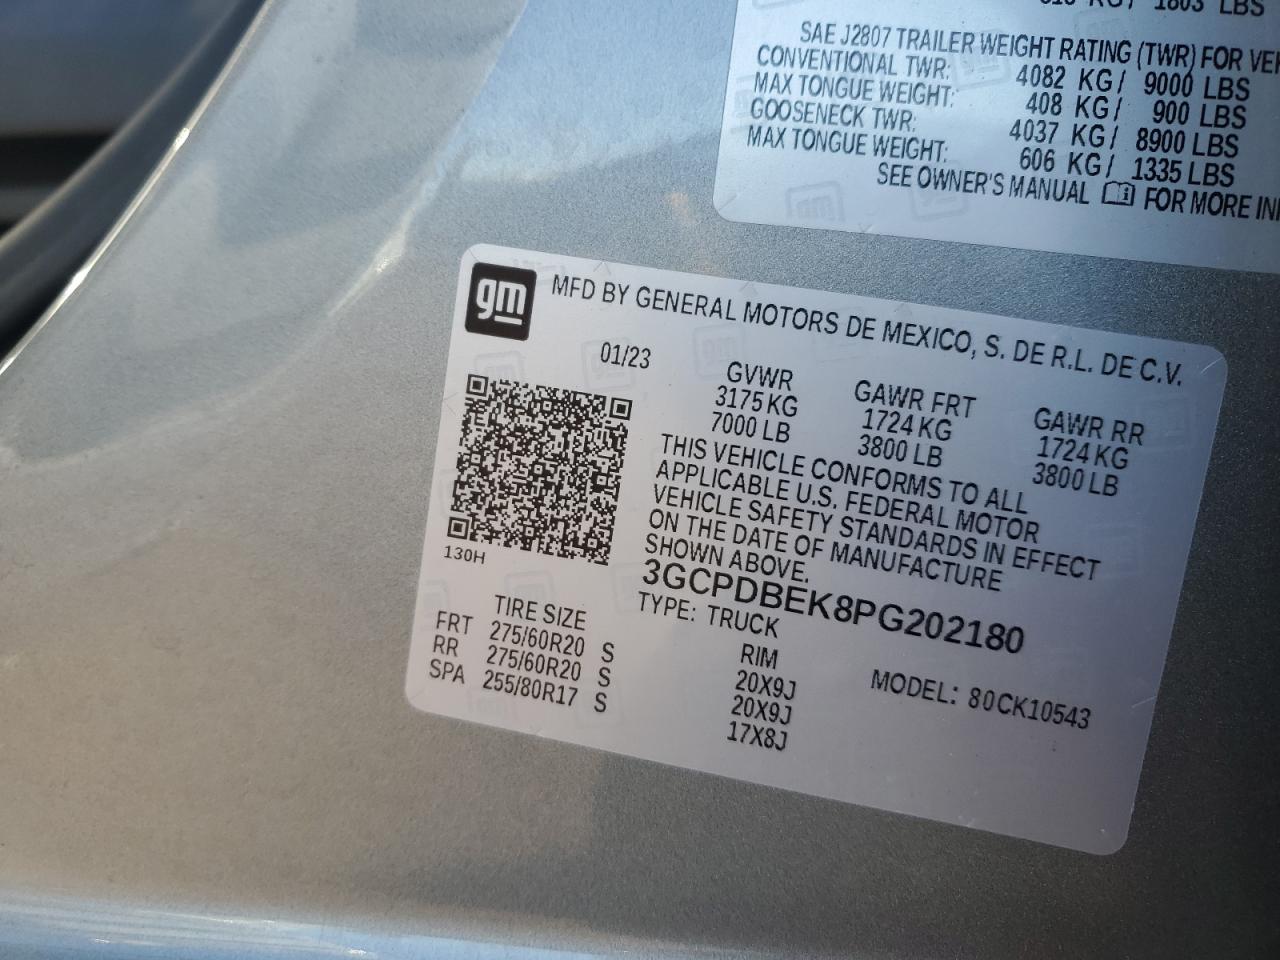 KG/ 1803 LBS
SAE J2807 TRAILER WEIGHT RATING (TWR) FOR
CONVENTIONAL TWR: 4082 KG/ 9000 LBS
MAX TONGUE WEIGHT: 408 KG/ 900 LBS
GOOSENECK TWR: 4037 KG/ 8900 LBS
MAX TONGUE WEIGHT: 606 KG/ 1335 LBS
SEE OWNER'S MANUAL FOR MORE
gm
MFD BY GENERAL MOTORS DE MEXICO, S. DE R.L. DE C.V.
01/23
GVWR GAWR FRT GAWR RR
3175 KG 1724 KG 1724 KG
7000 LB 3800 LB 3800 LB
THIS VEHICLE CONFORMS TO ALL
APPLICABLE U.S. FEDERAL MOTOR
VEHICLE SAFETY STANDARDS IN EFFECT
ON THE DATE OF MANUFACTURE
SHOWN ABOVE.
130H
3GCPDBEK8PG202180
TYPE: TRUCK
MODEL: 80CK10543
TIRE SIZE RIM
FRT 275/60R20 S 20X9J
RR 275/60R20 S 20X9J
SPA 255/80R17 S 17X8J